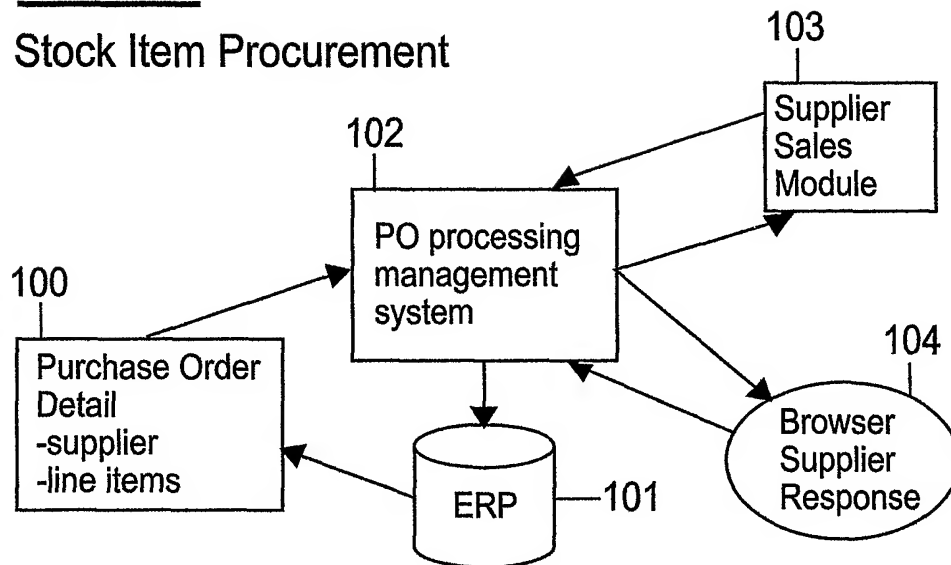 Stock Item Procurement
103
Supplier
Sales
Module
102
PO processing
management
system
100
Purchase Order
Detail
-supplier
-line items
104
Browser
Supplier
Response
ERP
101